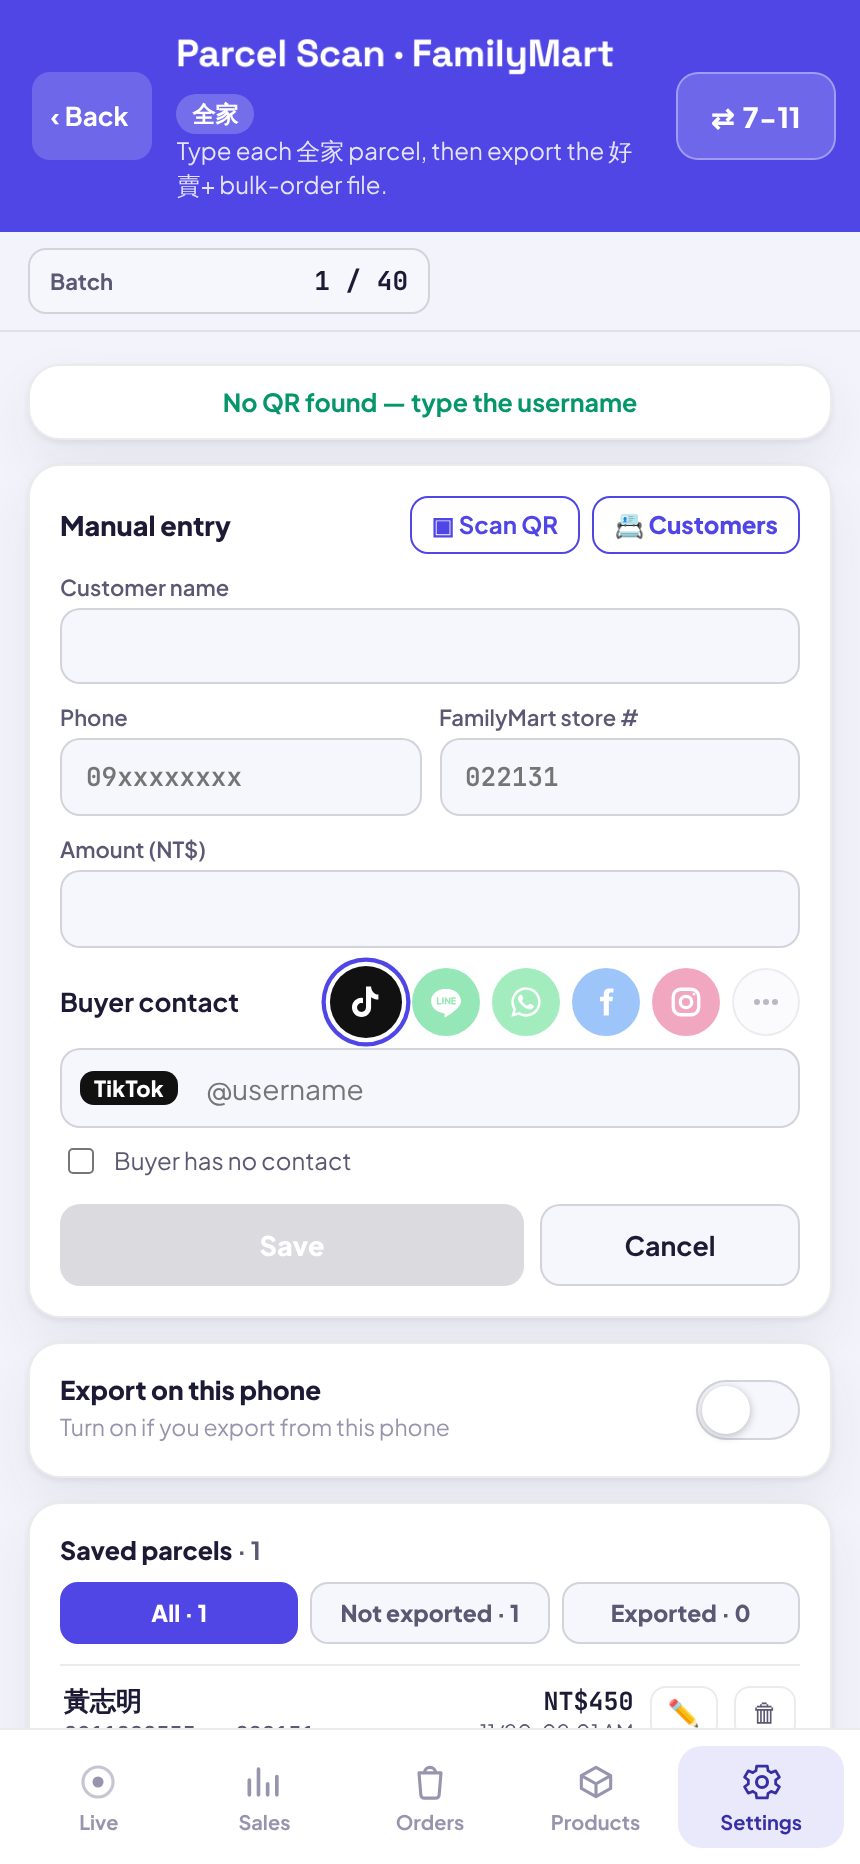 Parcel Scan · FamilyMart
‹ Back
全家
⇄ 7-11
Type each 全家 parcel, then export the 好
賣+ bulk-order file.
Batch
1 / 40
No QR found — type the username
Manual entry
▣ Scan QR
📇 Customers
Customer name
Phone
FamilyMart store #
09xxxxxxxx
022131
Amount (NT$)
Buyer contact
LINE
TikTok
@username
Buyer has no contact
Save
Cancel
Export on this phone
Turn on if you export from this phone
Saved parcels · 1
All · 1
Not exported · 1
Exported · 0
黃志明
NT$450
Live
Sales
Orders
Products
Settings